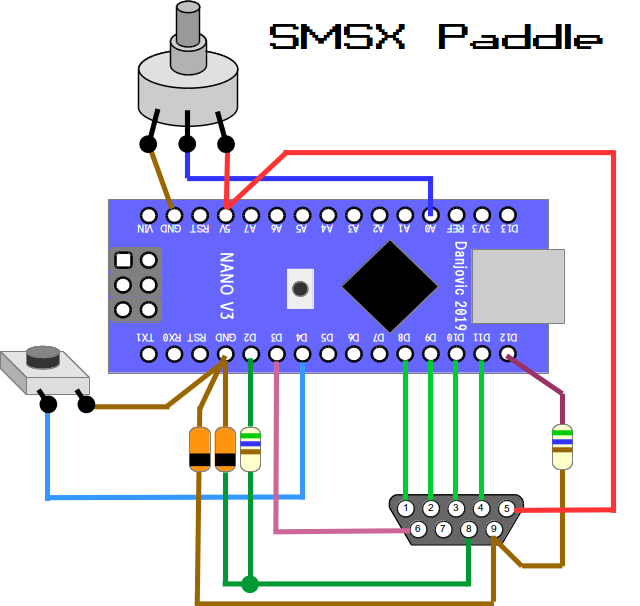 SMSX Paddle
VIN GND RST 5V A7 A6 A5 A4 A3 A2 A1 A0 REF 3V3 D13
NANO V3
Danjovic 2019
TX1 RX0 RST GND D2 D3 D4 D5 D6 D7 D8 D9 D10 D11 D12
1 2 3 4 5
6 7 8 9